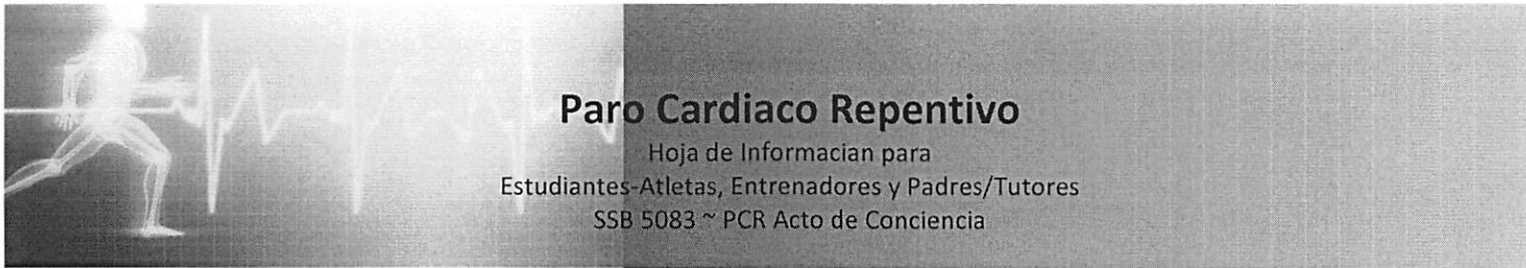 Paro Cardiaco Repentivo
Hoja de Informacian para
Estudiantes-Atletas, Entrenadores y Padres/Tutores
SSB 5083 ~ PCR Acto de Conciencia